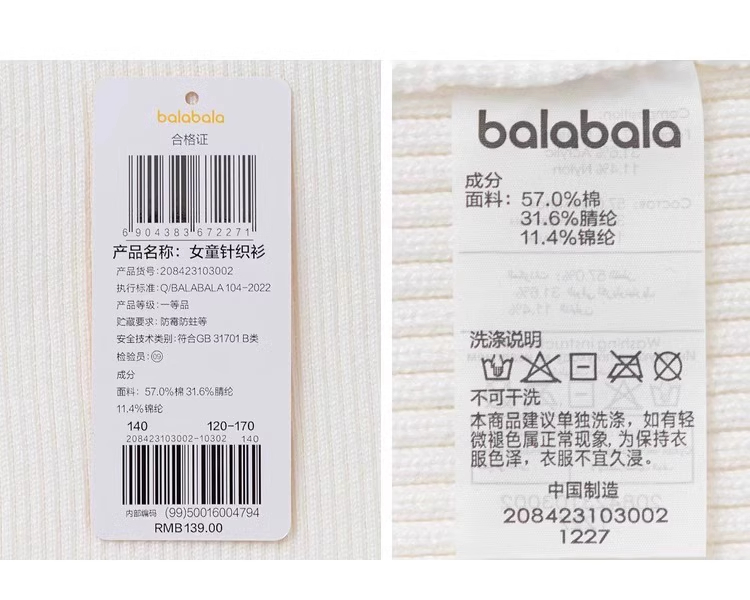 balabala
合格证
6 904383 672271
产品名称：女童针织衫
产品货号：208423103002
执行标准：Q/BALABALA 104-2022
产品等级：一等品
贮藏要求：防霉防蛀等
安全技术类别：符合GB 31701 B类
检验员：09
成分
面料：57.0%棉 31.6%腈纶
11.4%锦纶
140 120-170
208423103002-10302 140
内部编码 (99)50016004794
RMB139.00
balabala
成分
面料：57.0%棉
31.6%腈纶
11.4%锦纶
洗涤说明
不可干洗
本商品建议单独洗涤，如有轻
微褪色属正常现象，为保持衣
服色泽，衣服不宜久浸。
中国制造
208423103002
1227